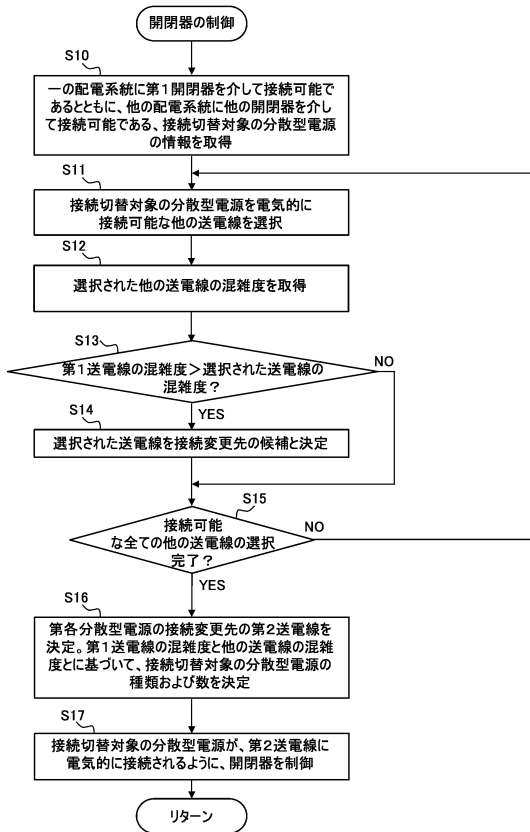 開閉器の制御
S10
一の配電系統に第1開閉器を介して接続可能で
あるとともに、他の配電系統に他の開閉器を介し
て接続可能である、接続切替対象の分散型電源
の情報を取得
S11
接続切替対象の分散型電源を電気的に
接続可能な他の送電線を選択
S12
選択された他の送電線の混雑度を取得
S13
第1送電線の混雑度＞選択された送電線の
混雑度？
NO
YES
S14
選択された送電線を接続変更先の候補と決定
S15
接続可能
な全ての他の送電線の選択
完了？
NO
YES
S16
第各分散型電源の接続変更先の第2送電線を
決定。第1送電線の混雑度と他の送電線の混雑
度とに基づいて、接続切替対象の分散型電源の
種類および数を決定
S17
接続切替対象の分散型電源が、第2送電線に
電気的に接続されるように、開閉器を制御
リターン